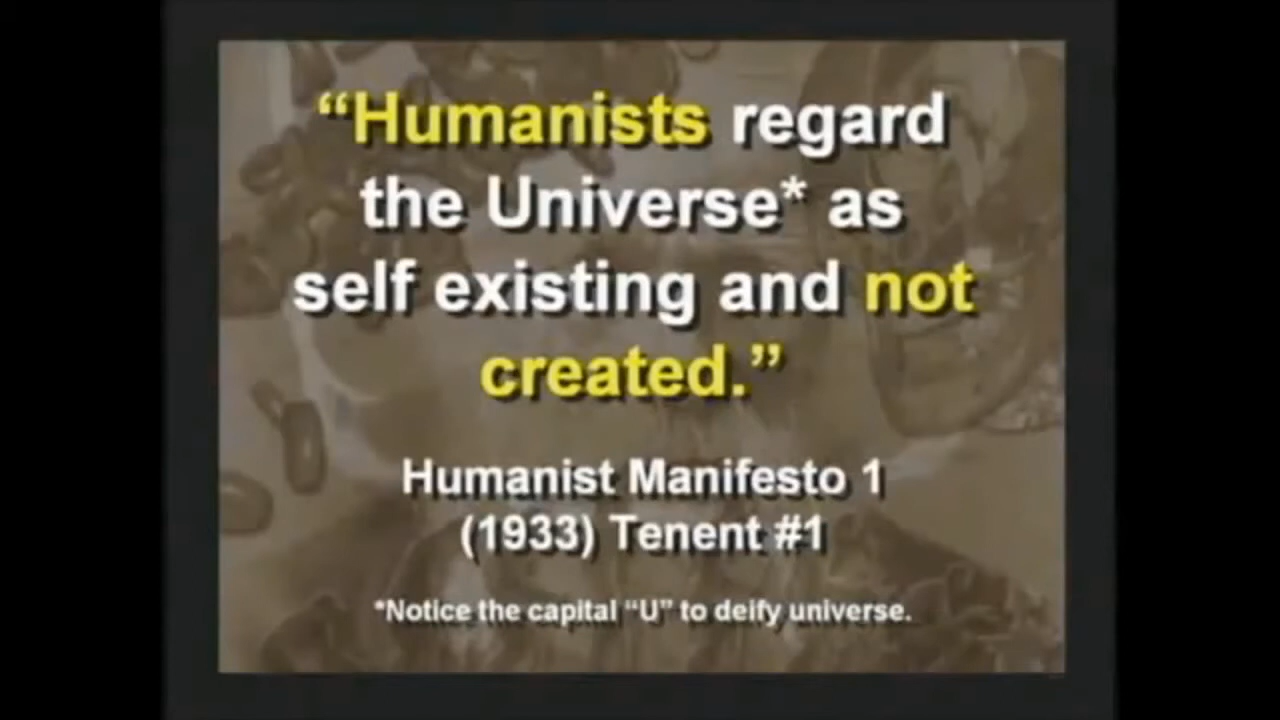 “Humanists regard
the Universe* as
self existing and not
created.”
Humanist Manifesto 1
(1933) Tenent #1
*Notice the capital “U” to deify universe.